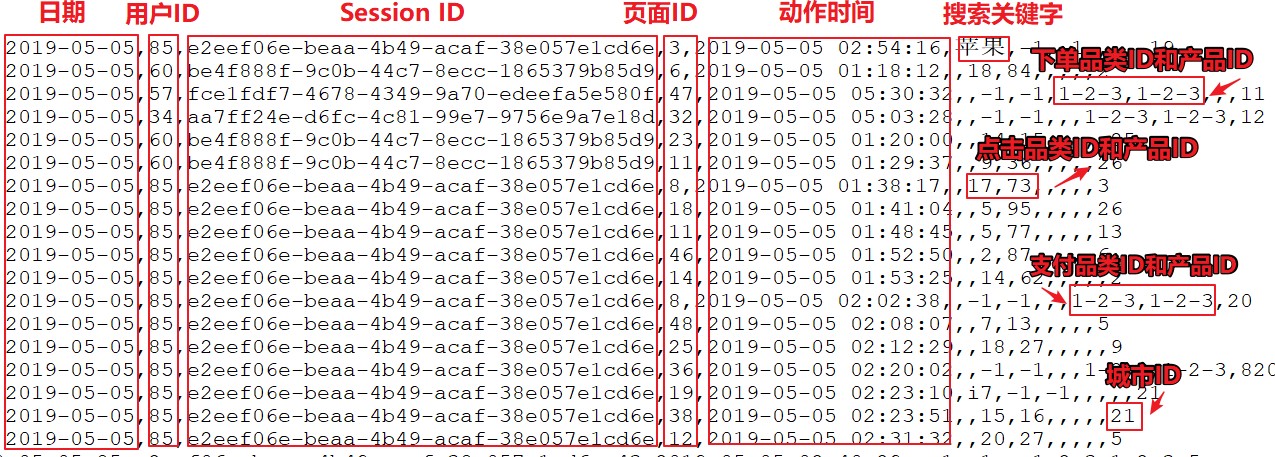 日期 用户ID Session ID 页面ID 动作时间 搜索关键字
2019-05-05,85,e2eef06e-beaa-4b49-acaf-38e057e1cd6e,3,2019-05-05 02:54:16,苹果,-1,-1,,,,,19
下单品类ID和产品ID
2019-05-05,60,be4f888f-9c0b-44c7-8ecc-1865379b85d9,6,2019-05-05 01:18:12,,18,84,,,,,2
2019-05-05,57,fce1fdf7-4678-4349-9a70-eeeefa5e580f,47,2019-05-05 05:30:32,,-1,-1,1-2-3,1-2-3,,,11
2019-05-05,34,aa7ff24e-d6fc-4c81-99e7-9756e9a7e18d,32,2019-05-05 05:03:28,,-1,-1,,,1-2-3,1-2-3,12
2019-05-05,60,be4f888f-9c0b-44c7-8ecc-1865379b85d9,23,2019-05-05 01:20:00
点击品类ID和产品ID
2019-05-05,60,be4f888f-9c0b-44c7-8ecc-1865379b85d9,11,2019-05-05 01:29:37,,9,36,,,,,26
2019-05-05,85,e2eef06e-beaa-4b49-acaf-38e057e1cd6e,8,2019-05-05 01:38:17,,17,73,,,,,3
2019-05-05,85,e2eef06e-beaa-4b49-acaf-38e057e1cd6e,18,2019-05-05 01:41:04,,5,95,,,,,26
2019-05-05,85,e2eef06e-beaa-4b49-acaf-38e057e1cd6e,11,2019-05-05 01:48:45,,5,77,,,,,13
2019-05-05,85,e2eef06e-beaa-4b49-acaf-38e057e1cd6e,46,2019-05-05 01:52:50,,2,87
支付品类ID和产品ID
2019-05-05,85,e2eef06e-beaa-4b49-acaf-38e057e1cd6e,14,2019-05-05 01:53:25,,14,62,,,,,2
2019-05-05,85,e2eef06e-beaa-4b49-acaf-38e057e1cd6e,8,2019-05-05 02:02:38,,-1,-1,,,1-2-3,1-2-3,20
2019-05-05,85,e2eef06e-beaa-4b49-acaf-38e057e1cd6e,48,2019-05-05 02:08:07,,7,13,,,,,5
2019-05-05,85,e2eef06e-beaa-4b49-acaf-38e057e1cd6e,25,2019-05-05 02:12:29,,18,27,,,,,9
2019-05-05,85,e2eef06e-beaa-4b49-acaf-38e057e1cd6e,36,2019-05-05 02:20:02,,-1,-1,,,1-2-3,820
城市ID
2019-05-05,85,e2eef06e-beaa-4b49-acaf-38e057e1cd6e,19,2019-05-05 02:23:10,i7,-1,-1,,,,,21
2019-05-05,85,e2eef06e-beaa-4b49-acaf-38e057e1cd6e,38,2019-05-05 02:23:51,,15,16,,,,,21
2019-05-05,85,e2eef06e-beaa-4b49-acaf-38e057e1cd6e,12,2019-05-05 02:31:32,,20,27,,,,,5